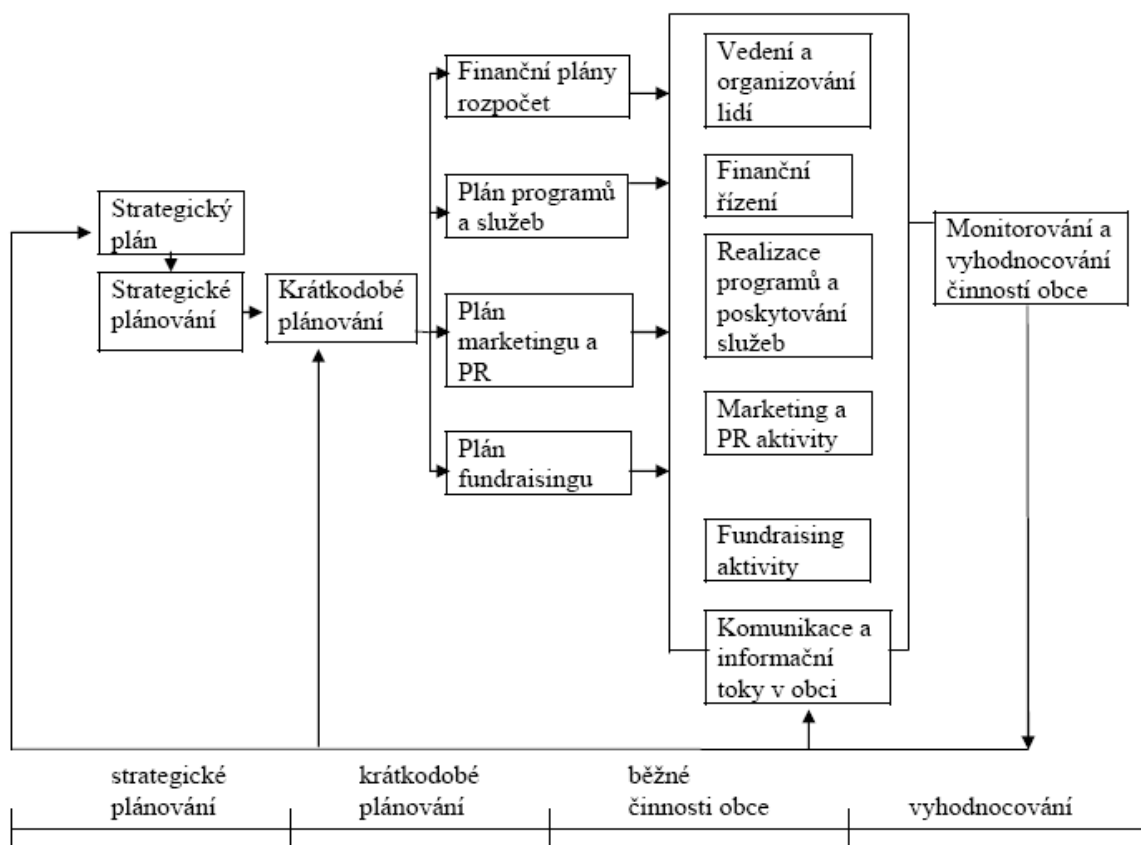 Strategický
plán
Strategické
plánování
Krátkodobé
plánování
Finanční plány
rozpočet
Plán programů
a služeb
Plán
marketingu a
PR
Plán
fundraisingu
Vedení a
organizování
lidí
Finanční
řízení
Realizace
programů a
poskytování
služeb
Marketing a
PR aktivity
Fundraising
aktivity
Komunikace a
informační
toky v obci
Monitorování a
vyhodnocování
činností obce
strategické
plánování
krátkodobé
plánování
běžné
činnosti obce
vyhodnocování